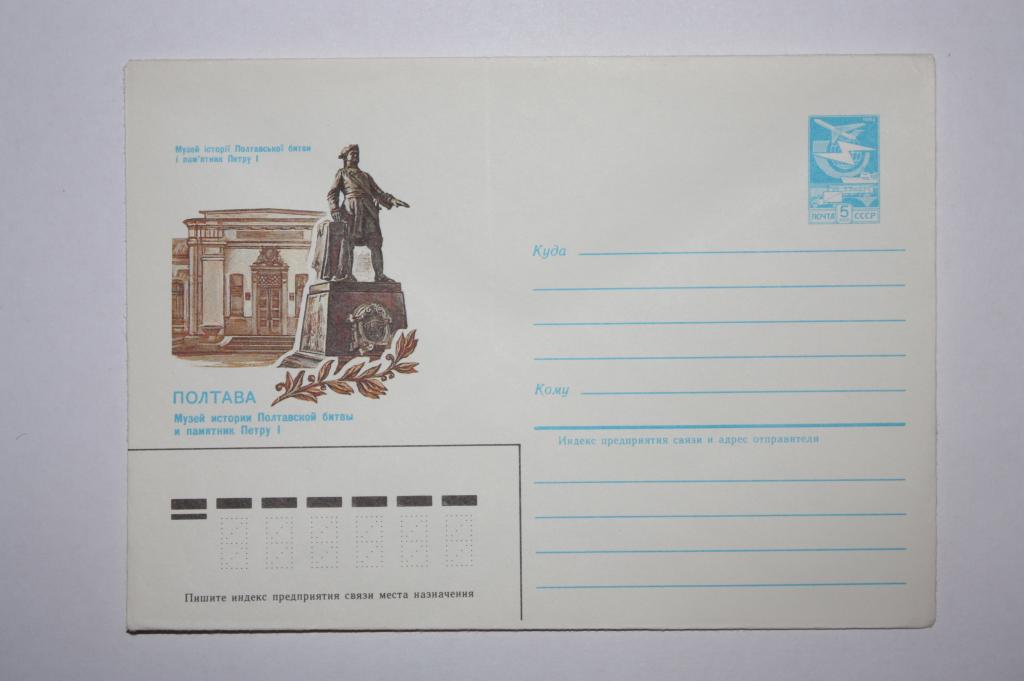 Музей історії Полтавської битви
і пам'ятник Петру I
ПОЛТАВА
Музей истории Полтавской битвы
и памятник Петру I
ПОЧТА 5 СССР
Куда
Кому
Индекс предприятия связи и адрес отправителя
Пишите индекс предприятия связи места назначения